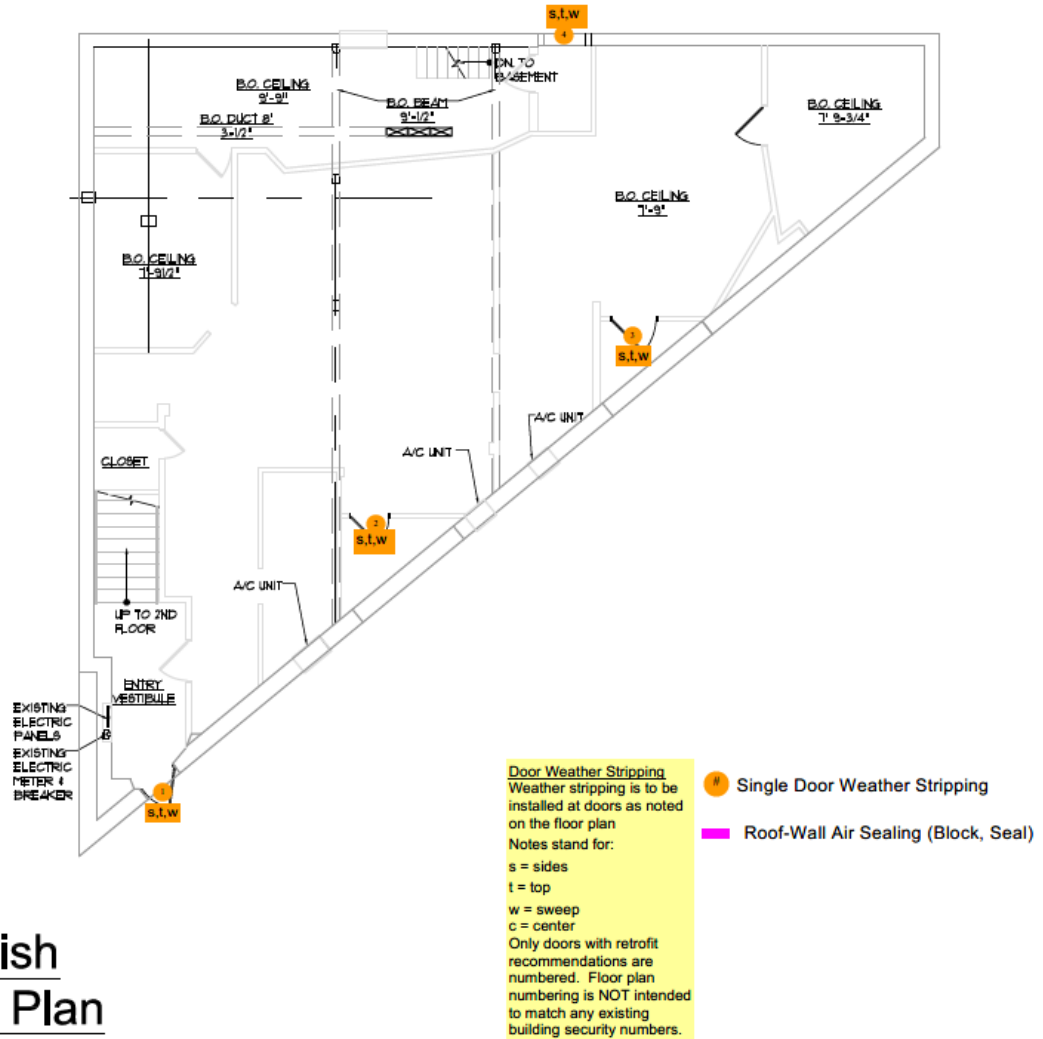 s,t,w
4
DN. TO
BASEMENT
B.O. CEILING
9'-9"
B.O. BEAM
9'-1/2"
B.O. DUCT 8'
3-1/2"
B.O. CEILING
7' 9-3/4"
B.O. CEILING
7'-9"
B.O. CEILING
7'-9 1/2"
3
s,t,w
A/C UNIT
A/C UNIT
CLOSET
2
s,t,w
A/C UNIT
UP TO 2ND
FLOOR
ENTRY
VESTIBULE
EXISTING
ELECTRIC
PANELS
EXISTING
ELECTRIC
METER &
BREAKER
1
s,t,w
Door Weather Stripping
Weather stripping is to be
installed at doors as noted
on the floor plan
Notes stand for:
s = sides
t = top
w = sweep
c = center
Only doors with retrofit
recommendations are
numbered. Floor plan
numbering is NOT intended
to match any existing
building security numbers.
# Single Door Weather Stripping
Roof-Wall Air Sealing (Block, Seal)
ish
Plan